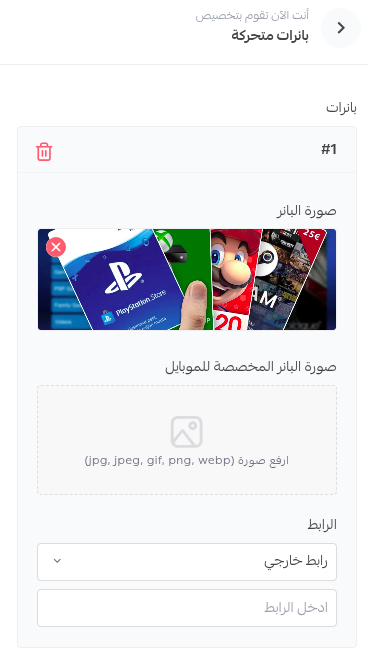 أنت الآن تقوم بتخصيص
بانرات متحركة
بانرات
#1
صورة البانر
PlayStation Store
25€
AM
20
صورة البانر المخصصة للموبايل
ارفع صورة (jpg, jpeg, gif, png, webp)
الرابط
رابط خارجي
ادخل الرابط